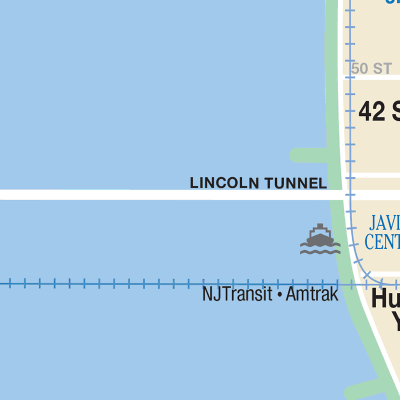 50 ST
42 S
LINCOLN TUNNEL
JAVI
CENT
NJTransit • Amtrak
Hu
Y